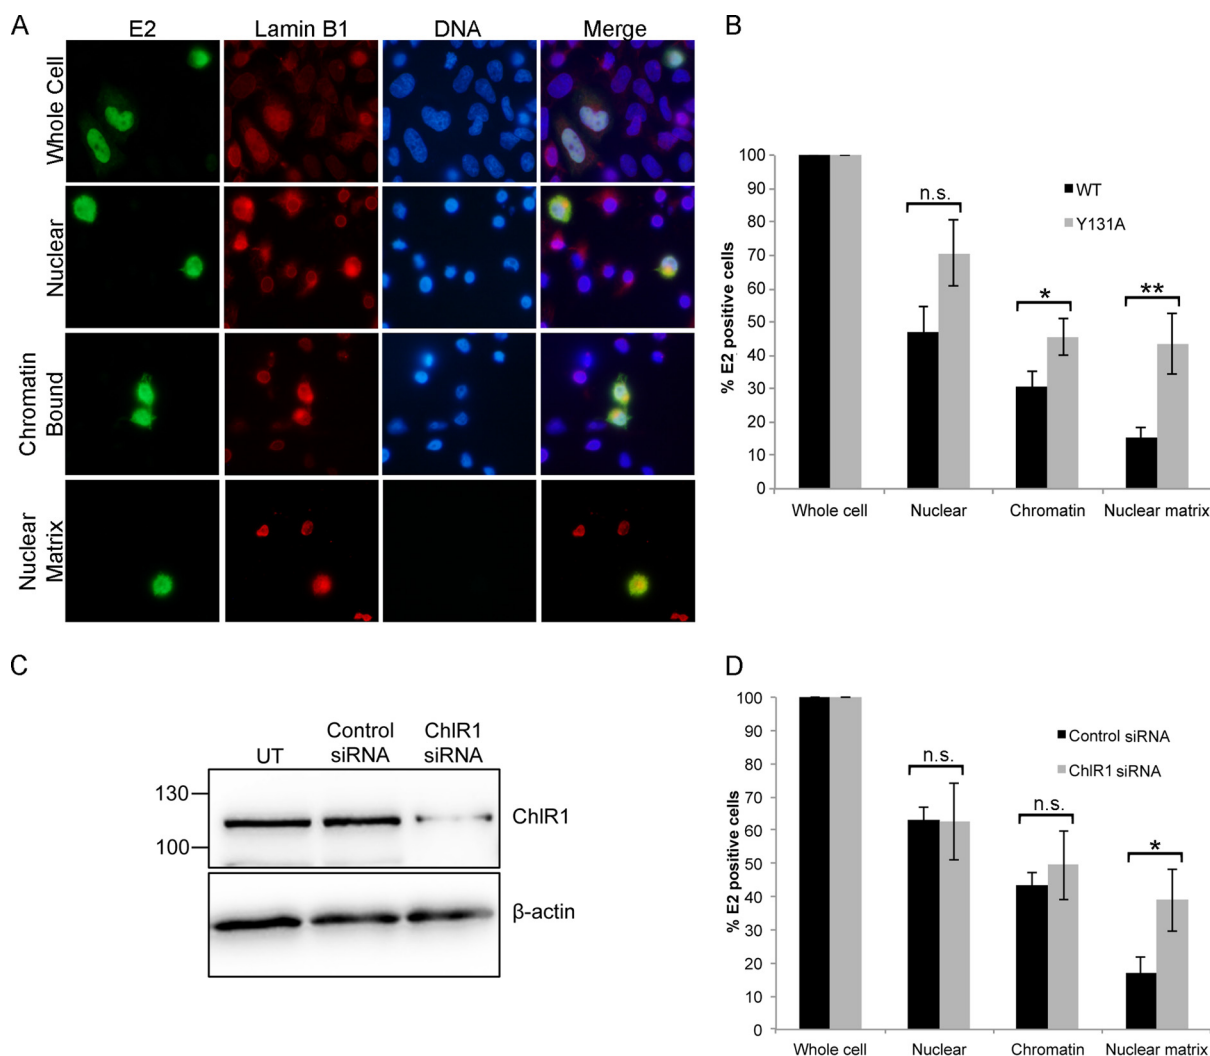 A
E2
Lamin B1
DNA
Merge
Whole Cell
Nuclear
Chromatin
Bound
Nuclear
Matrix
B
100
90
80
70
60
50
40
30
20
10
0
% E2 positive cells
WT
Y131A
n.s.
*
**
Whole cell
Nuclear
Chromatin
Nuclear matrix
C
UT
Control
siRNA
ChlR1
siRNA
130
100
ChlR1
β-actin
D
100
90
80
70
60
50
40
30
20
10
0
% E2 positive cells
Control siRNA
ChlR1 siRNA
n.s.
n.s.
*
Whole cell
Nuclear
Chromatin
Nuclear matrix